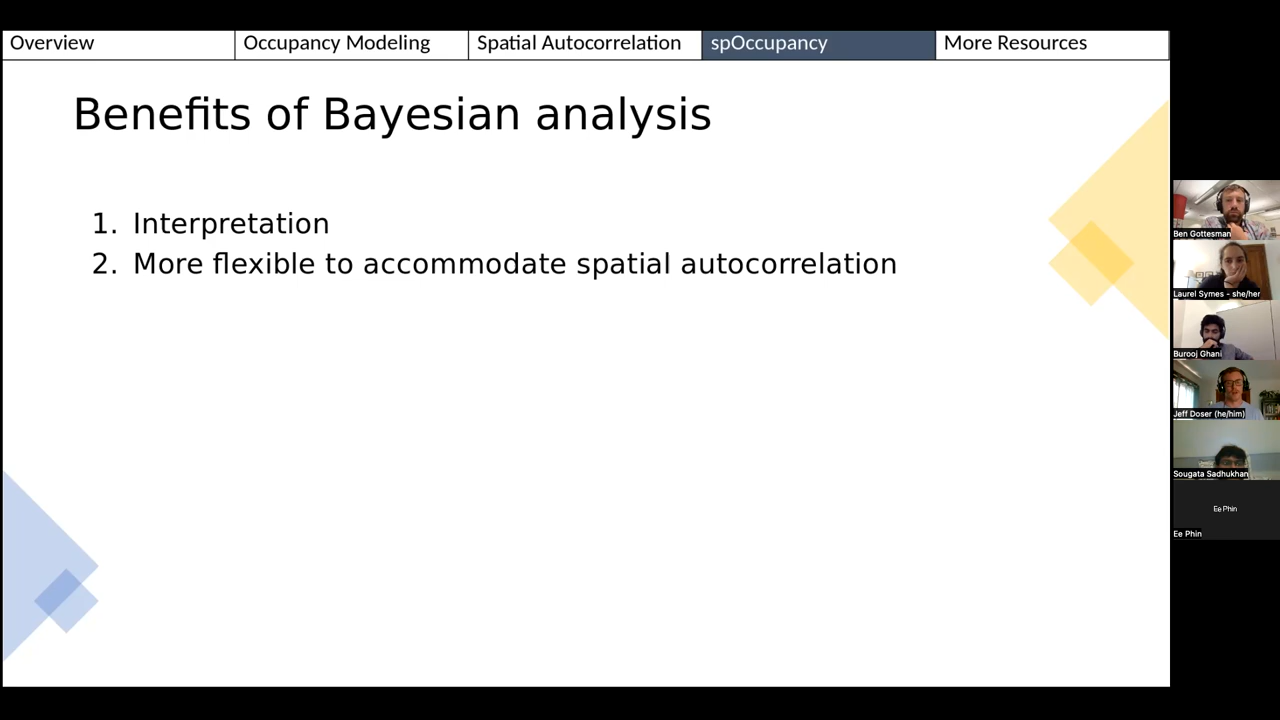 Overview
Occupancy Modeling
Spatial Autocorrelation
spOccupancy
More Resources
Benefits of Bayesian analysis
1. Interpretation
2. More flexible to accommodate spatial autocorrelation
Ben Gottesman
Laurel Symes - she/her
Burooj Ghani
Jeff Doser (he/him)
Sougata Sadhukhan
Ee Phin
Ee Phin